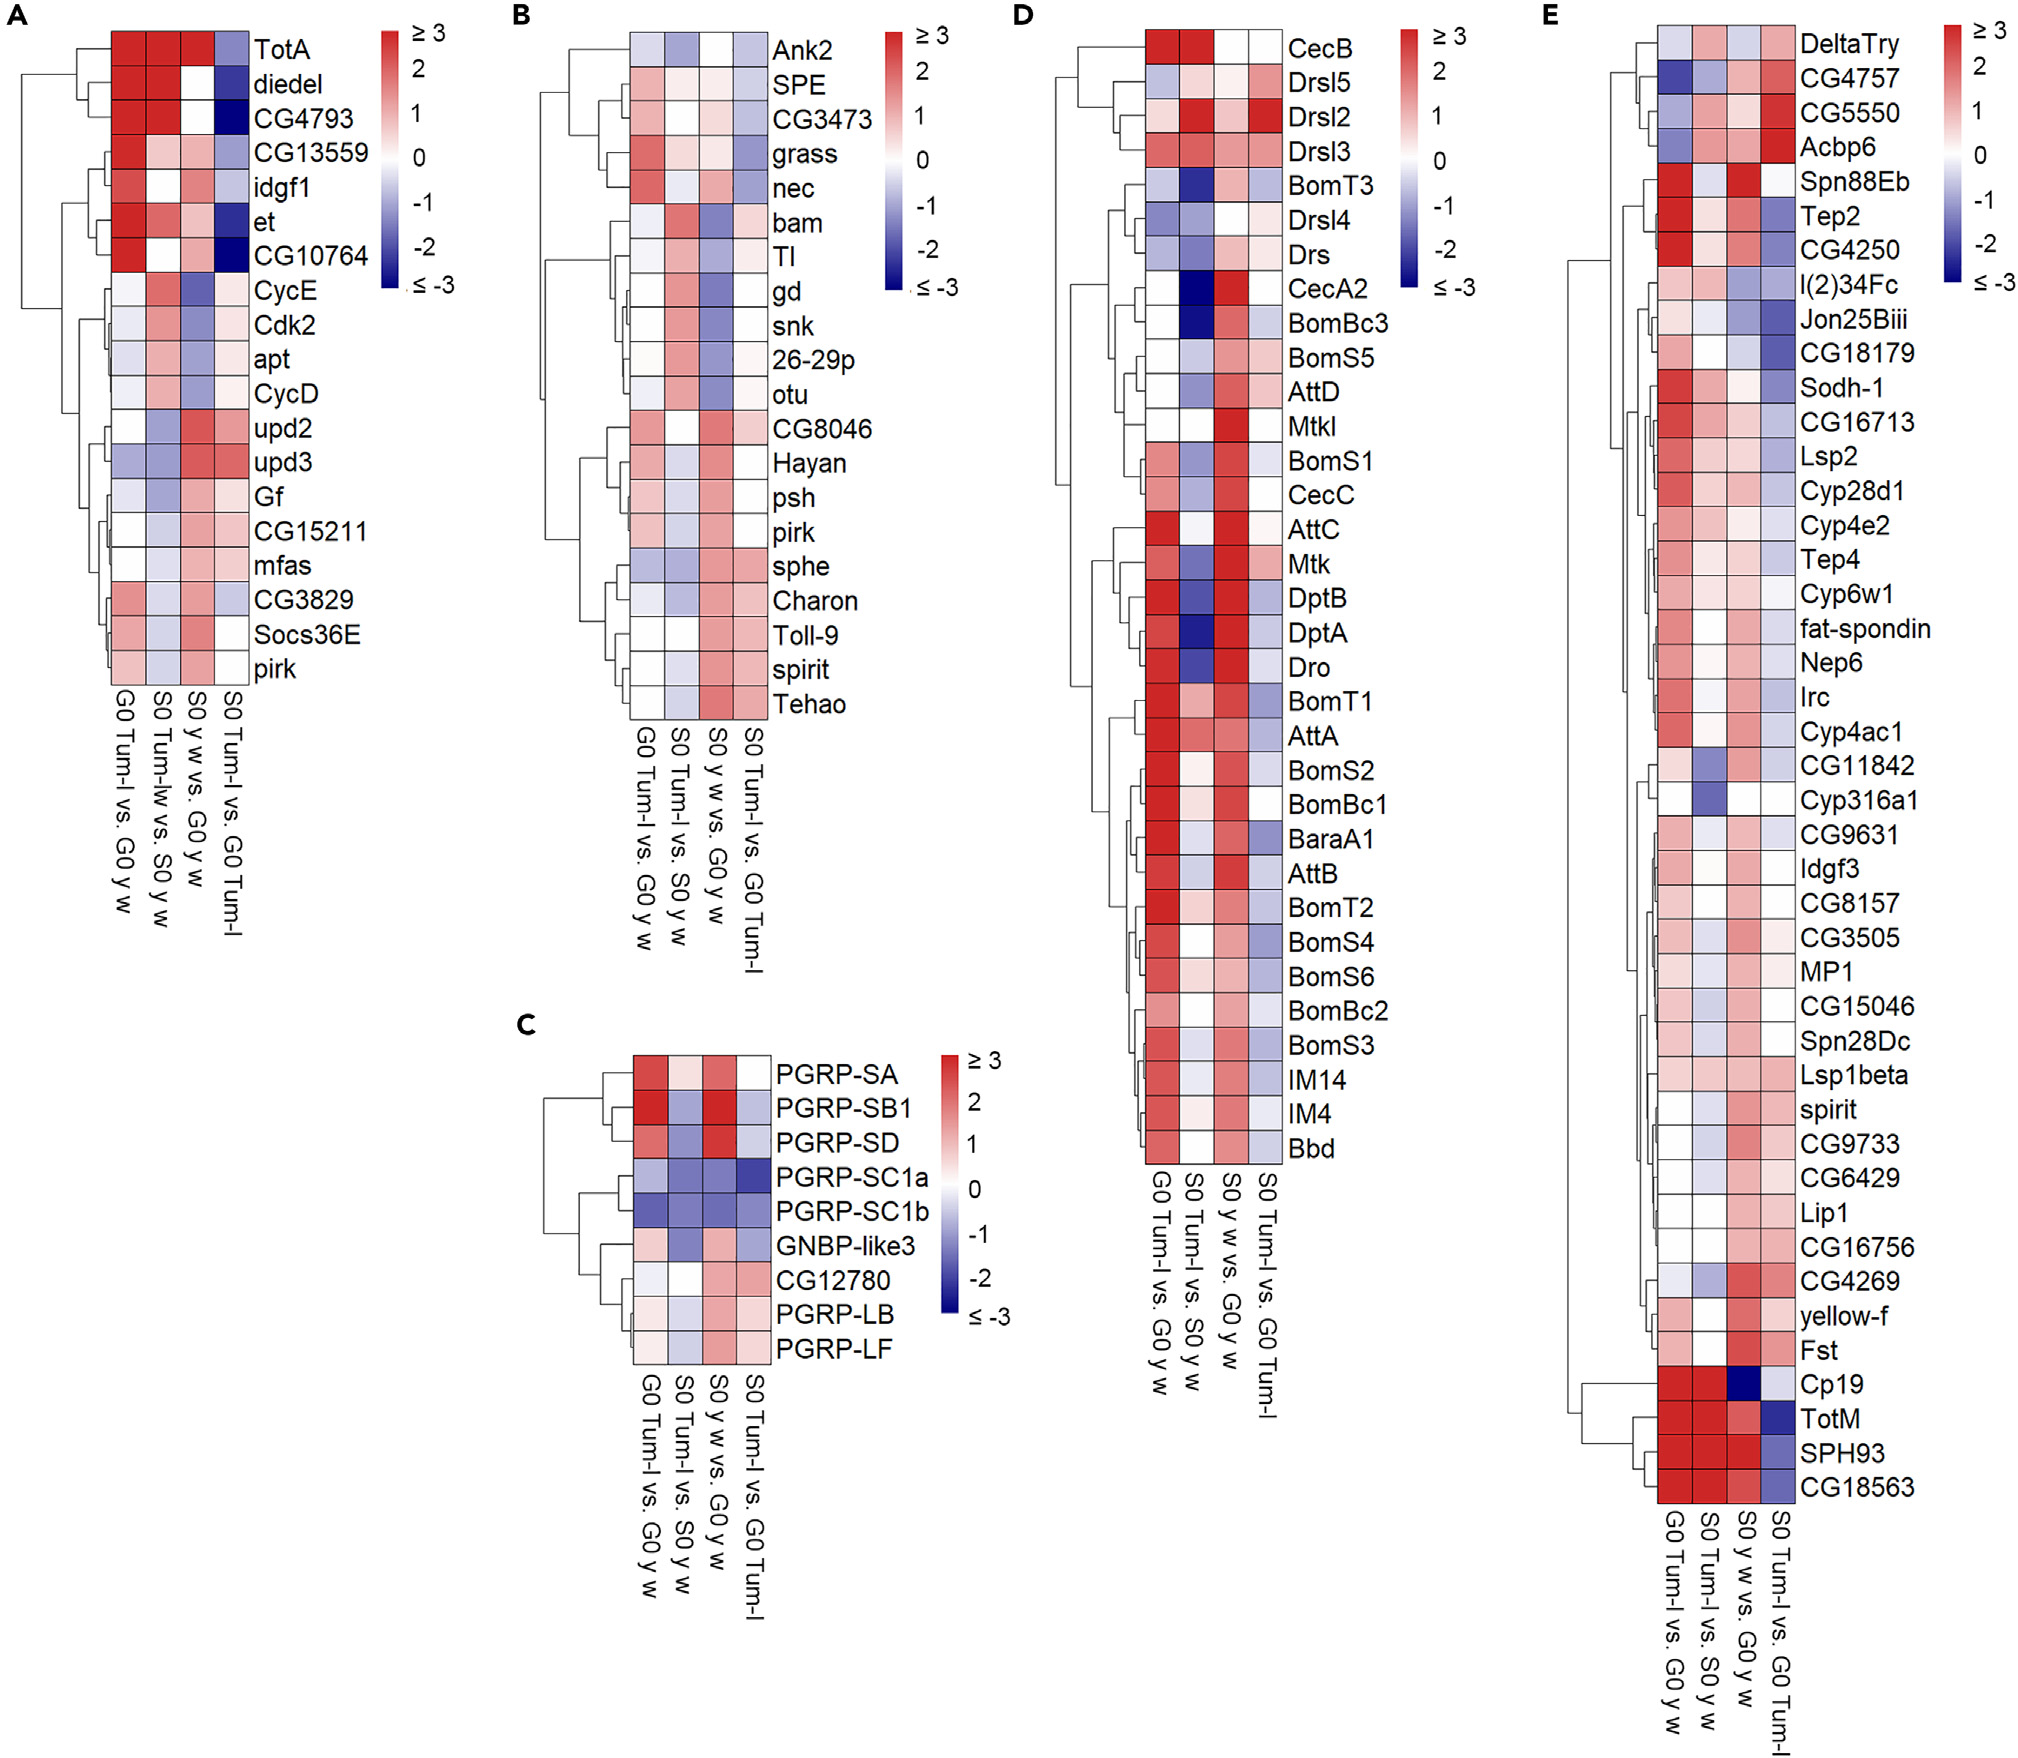 A
TotA
diedel
CG4793
CG13559
idgf1
et
CG10764
CycE
Cdk2
apt
CycD
upd2
upd3
Gf
CG15211
mfas
CG3829
Socs36E
pirk
≥ 3
2
1
0
-1
-2
≤ -3
G0 Tum-l vs. G0 y w
S0 Tum-lw vs. S0 y w
S0 y w vs. G0 y w
S0 Tum-l vs. G0 Tum-l
B
Ank2
SPE
CG3473
grass
nec
bam
Tl
gd
snk
26-29p
otu
CG8046
Hayan
psh
pirk
sphe
Charon
Toll-9
spirit
Tehao
≥ 3
2
1
0
-1
-2
≤ -3
G0 Tum-l vs. G0 y w
S0 Tum-l vs. S0 y w
S0 y w vs. G0 y w
S0 Tum-l vs. G0 Tum-l
C
PGRP-SA
PGRP-SB1
PGRP-SD
PGRP-SC1a
PGRP-SC1b
GNBP-like3
CG12780
PGRP-LB
PGRP-LF
≥ 3
2
1
0
-1
-2
≤ -3
G0 Tum-l vs. G0 y w
S0 Tum-l vs. S0 y w
S0 y w vs. G0 y w
S0 Tum-l vs. G0 Tum-l
D
CecB
Drsl5
Drsl2
Drsl3
BomT3
Drsl4
Drs
CecA2
BomBc3
BomS5
AttD
Mtkl
BomS1
CecC
AttC
Mtk
DptB
DptA
Dro
BomT1
AttA
BomS2
BomBc1
BaraA1
AttB
BomT2
BomS4
BomS6
BomBc2
BomS3
IM14
IM4
Bbd
≥ 3
2
1
0
-1
-2
≤ -3
G0 Tum-l vs. G0 y w
S0 Tum-l vs. S0 y w
S0 y w vs. G0 y w
S0 Tum-l vs. G0 Tum-l
E
DeltaTry
CG4757
CG5550
Acbp6
Spn88Eb
Tep2
CG4250
l(2)34Fc
Jon25Biii
CG18179
Sodh-1
CG16713
Lsp2
Cyp28d1
Cyp4e2
Tep4
Cyp6w1
fat-spondin
Nep6
Irc
Cyp4ac1
CG11842
Cyp316a1
CG9631
Idgf3
CG8157
CG3505
MP1
CG15046
Spn28Dc
Lsp1beta
spirit
CG9733
CG6429
Lip1
CG16756
CG4269
yellow-f
Fst
Cp19
TotM
SPH93
CG18563
≥ 3
2
1
0
-1
-2
≤ -3
G0 Tum-l vs. G0 y w
S0 Tum-l vs. S0 y w
S0 y w vs. G0 y w
S0 Tum-l vs. G0 Tum-l